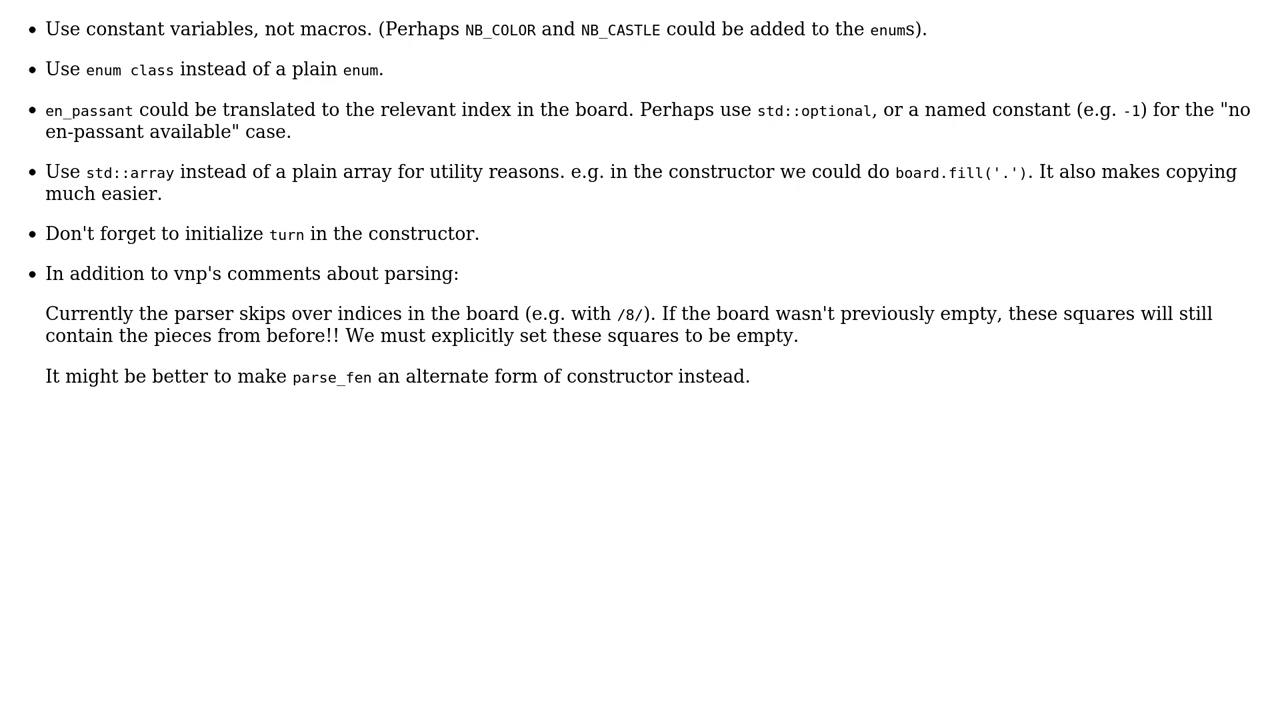 • Use constant variables, not macros. (Perhaps NB_COLOR and NB_CASTLE could be added to the enums).
• Use enum class instead of a plain enum.
• en_passant could be translated to the relevant index in the board. Perhaps use std::optional, or a named constant (e.g. -1) for the "no
en-passant available" case.
• Use std::array instead of a plain array for utility reasons. e.g. in the constructor we could do board.fill('.'). It also makes copying
much easier.
• Don't forget to initialize turn in the constructor.
• In addition to vnp's comments about parsing:
Currently the parser skips over indices in the board (e.g. with /8/). If the board wasn't previously empty, these squares will still
contain the pieces from before!! We must explicitly set these squares to be empty.
It might be better to make parse_fen an alternate form of constructor instead.